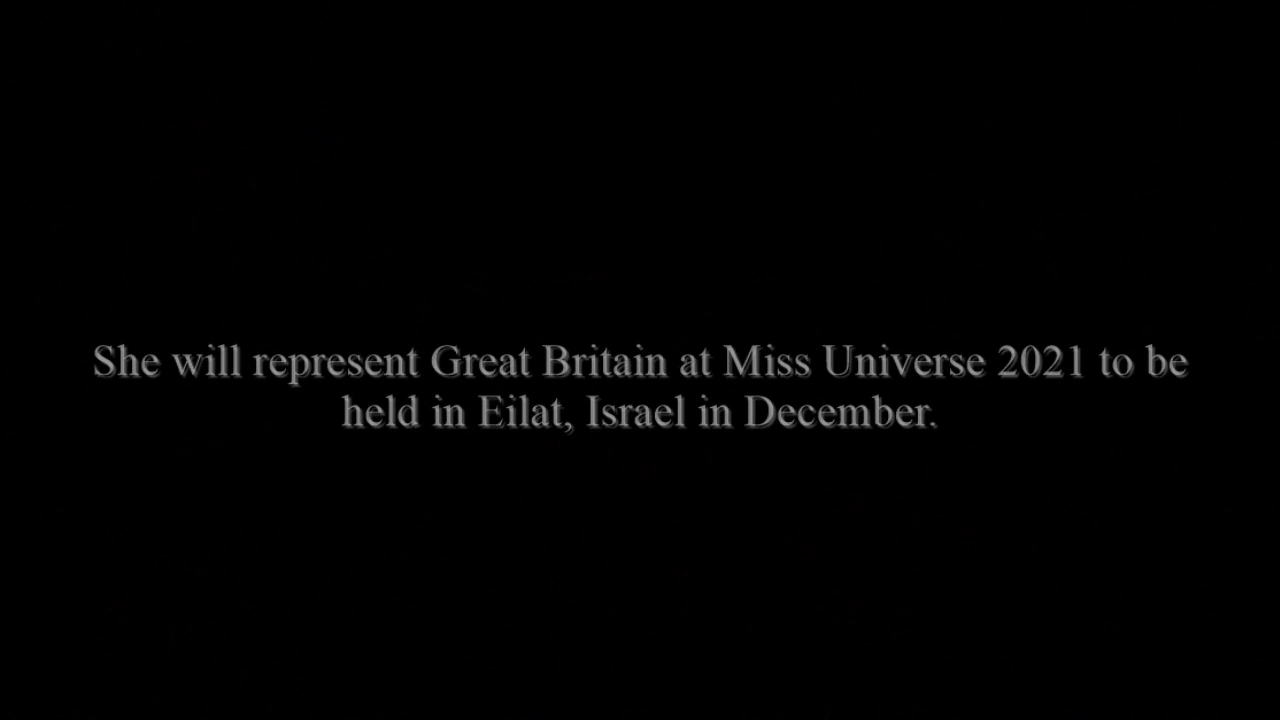 She will represent Great Britain at Miss Universe 2021 to be
held in Eilat, Israel in December.